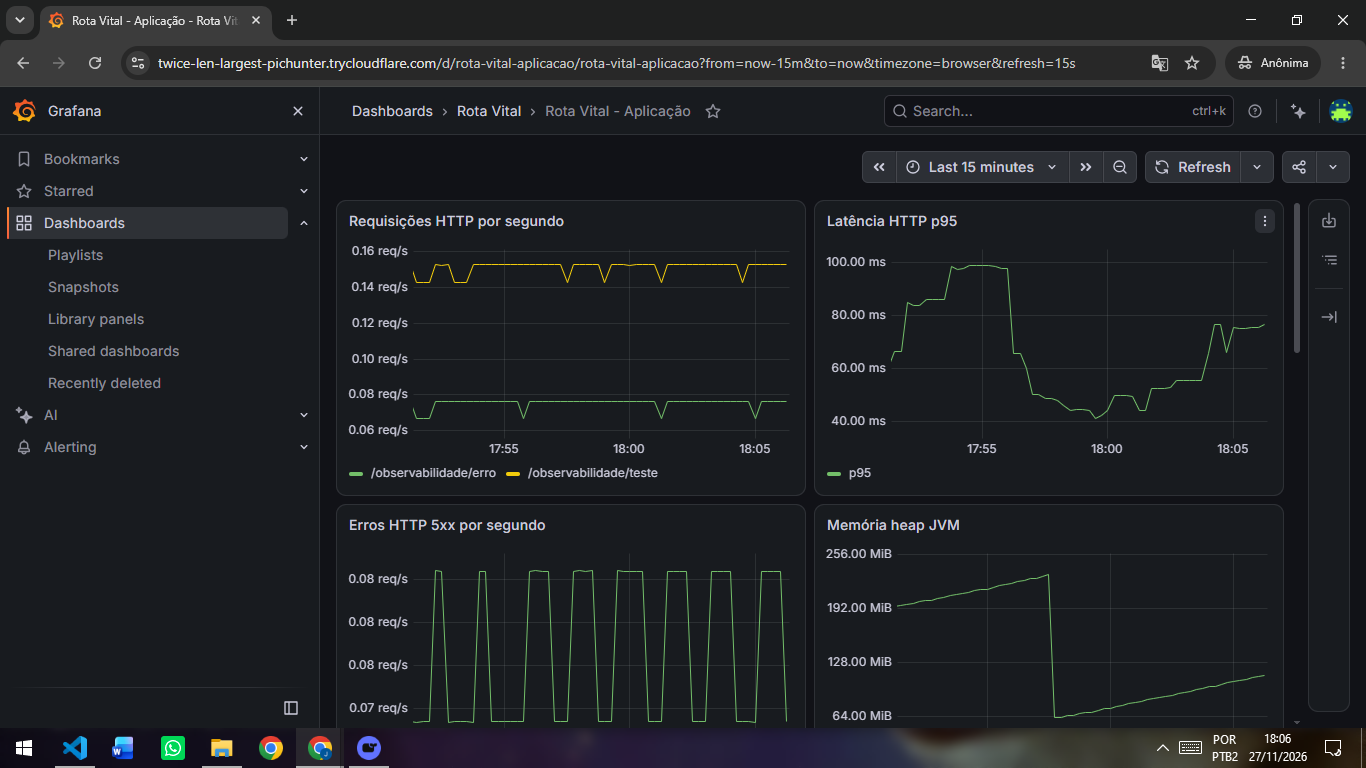 Rota Vital - Aplicação - Rota Vit
twice-len-largest-pichunter.trycloudflare.com/d/rota-vital-aplicacao/rota-vital-aplicacao?from=now-15m&to=now&timezone=browser&refresh=15s
Anônima
Grafana
Dashboards › Rota Vital › Rota Vital - Aplicação
Search... ctrl+k
Bookmarks
Starred
Dashboards
Playlists
Snapshots
Library panels
Shared dashboards
Recently deleted
AI
Alerting
Last 15 minutes
Refresh
Requisições HTTP por segundo
0.16 req/s
0.14 req/s
0.12 req/s
0.10 req/s
0.08 req/s
0.06 req/s
17:55 18:00 18:05
/observabilidade/erro /observabilidade/teste
Latência HTTP p95
100.00 ms
80.00 ms
60.00 ms
40.00 ms
17:55 18:00 18:05
p95
Erros HTTP 5xx por segundo
0.08 req/s
0.08 req/s
0.08 req/s
0.07 req/s
Memória heap JVM
256.00 MiB
192.00 MiB
128.00 MiB
64.00 MiB
POR
PTB2
18:06
27/11/2026